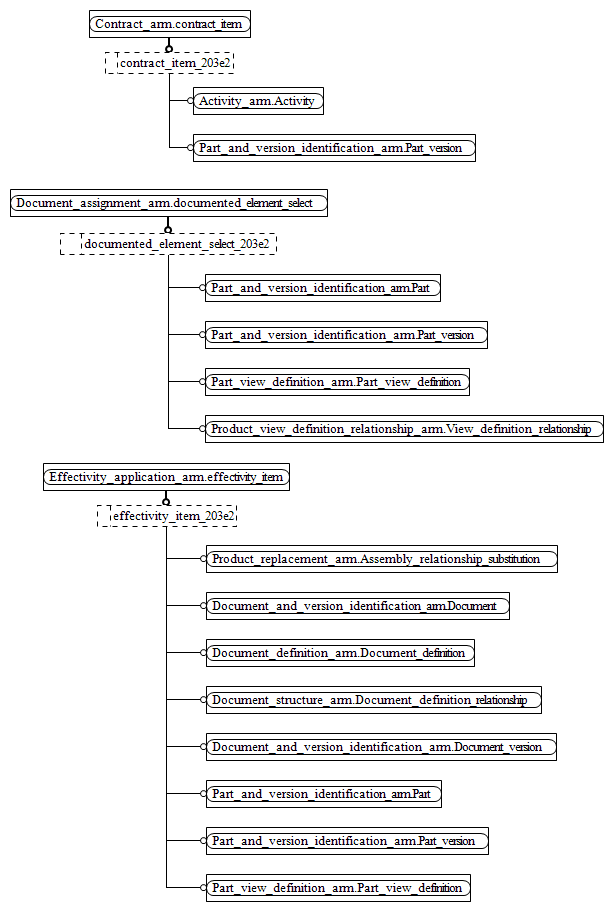 Contract_arm.contract_item
contract_item_203e2
Activity_arm.Activity
Part_and_version_identification_arm.Part_version
Document_assignment_arm.documented_element_select
documented_element_select_203e2
Part_and_version_identification_arm.Part
Part_and_version_identification_arm.Part_version
Part_view_definition_arm.Part_view_definition
Product_view_definition_relationship_arm.View_definition_relationship
Effectivity_application_arm.effectivity_item
effectivity_item_203e2
Product_replacement_arm.Assembly_relationship_substitution
Document_and_version_identification_arm.Document
Document_definition_arm.Document_definition
Document_structure_arm.Document_definition_relationship
Document_and_version_identification_arm.Document_version
Part_and_version_identification_arm.Part
Part_and_version_identification_arm.Part_version
Part_view_definition_arm.Part_view_definition